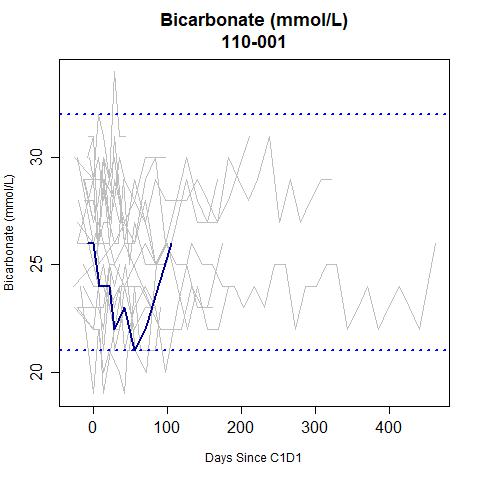 Bicarbonate (mmol/L)
110-001
Bicarbonate (mmol/L)
30
25
20
0 100 200 300 400
Days Since C1D1